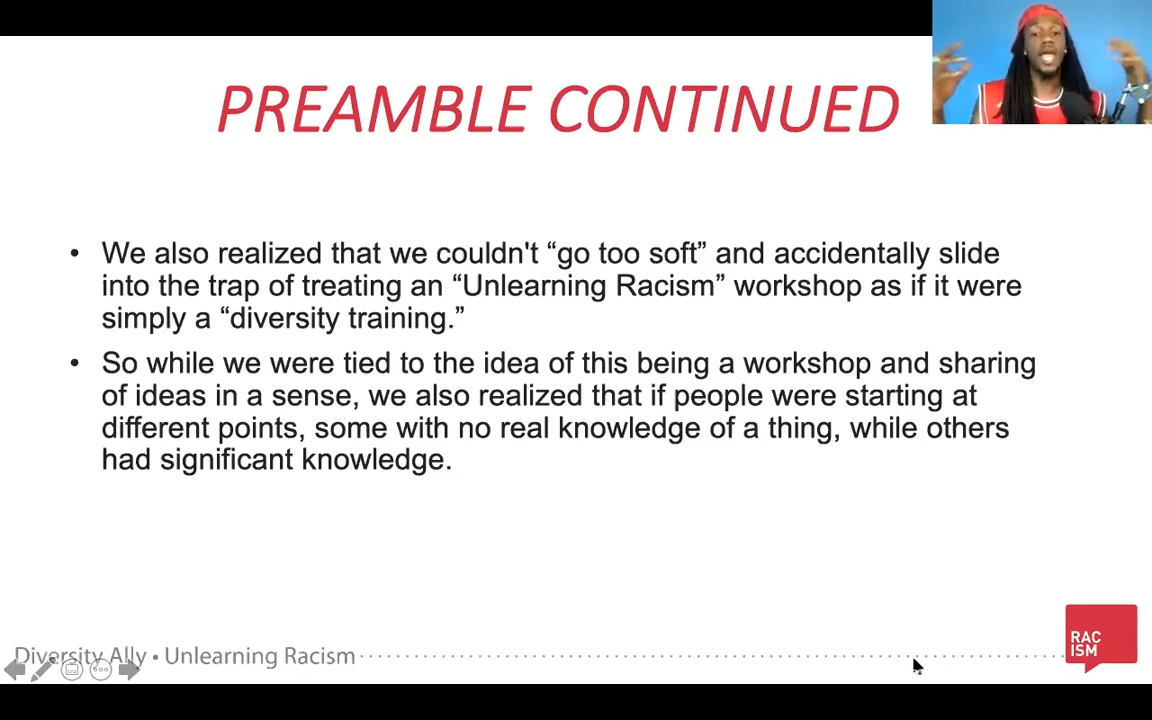 PREAMBLE CONTINUED
• We also realized that we couldn't “go too soft” and accidentally slide
into the trap of treating an “Unlearning Racism” workshop as if it were
simply a “diversity training.”
• So while we were tied to the idea of this being a workshop and sharing
of ideas in a sense, we also realized that if people were starting at
different points, some with no real knowledge of a thing, while others
had significant knowledge.
Diversity Ally • Unlearning Racism
RAC
ISM